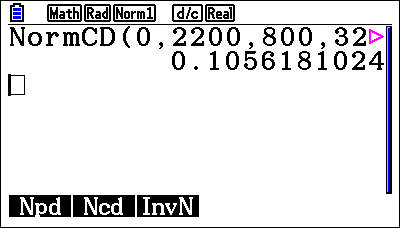 Math Rad Norm1 d/c Real
NormCD(0,2200,800,32
0.1056181024
Npd Ncd InvN